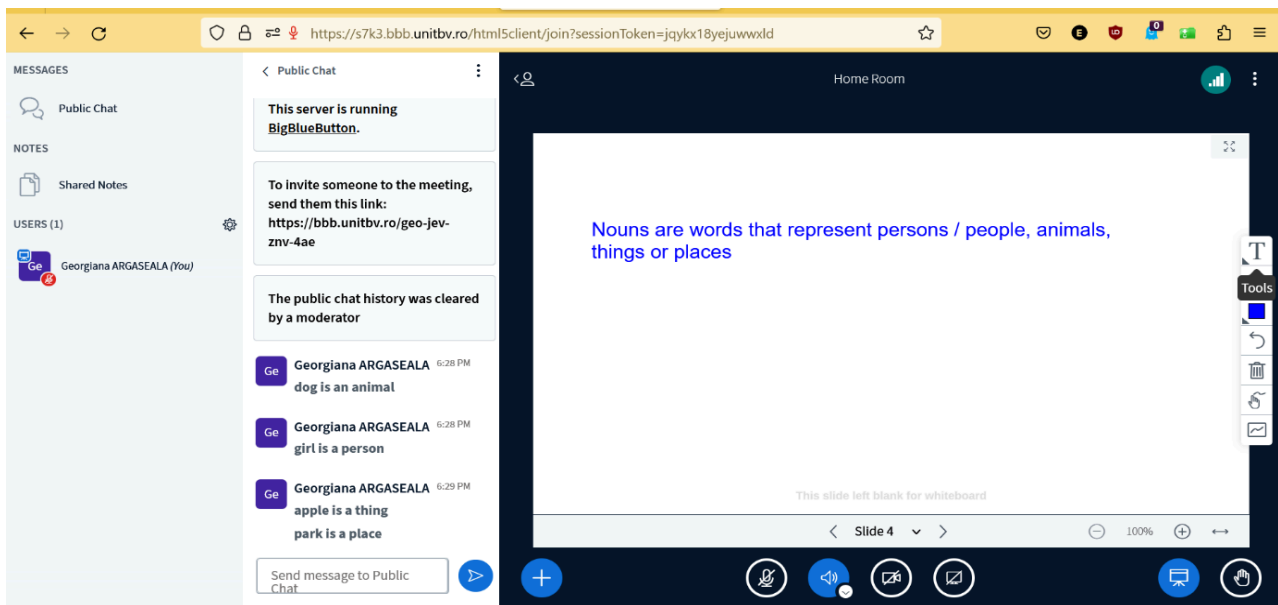 https://s7k3.bbb.unitbv.ro/html5client/join?sessionToken=jqykx18yejuwwxld
E
0
MESSAGES
Public Chat
NOTES
Shared Notes
USERS (1)
Ge
Georgiana ARGASEALA (You)
Public Chat
This server is running
BigBlueButton.
To invite someone to the meeting,
send them this link:
https://bbb.unitbv.ro/geo-jev-
znv-4ae
The public chat history was cleared
by a moderator
Ge
Georgiana ARGASEALA 6:28 PM
dog is an animal
Ge
Georgiana ARGASEALA 6:28 PM
girl is a person
Ge
Georgiana ARGASEALA 6:29 PM
apple is a thing
park is a place
Send message to Public
Chat
Home Room
Nouns are words that represent persons / people, animals,
things or places
T
Tools
This slide left blank for whiteboard
Slide 4
100%